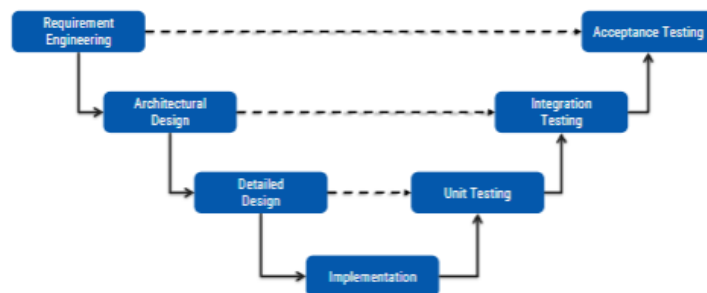 Requirement
Engineering
Acceptance Testing
Architectural
Design
Integration
Testing
Detailed
Design
Unit Testing
Implementation